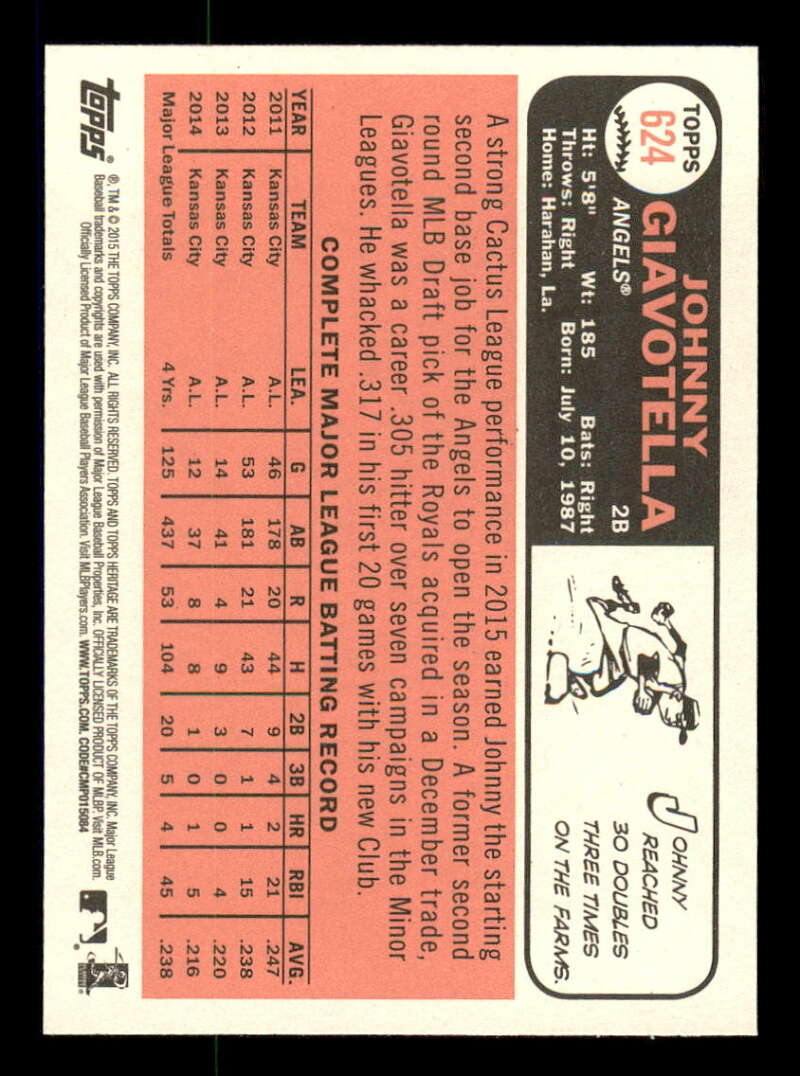 TOPPS
624
JOHNNY
GIAVOTELLA
ANGELS® 2B
Ht: 5'8" Wt: 185 Bats: Right
Throws: Right Born: July 10, 1987
Home: Harahan, La.
JOHNNY
REACHED
30 DOUBLES
THREE TIMES
ON THE FARMS.
A strong Cactus League performance in 2015 earned Johnny the starting
second base job for the Angels to open the season. A former second
round MLB Draft pick of the Royals acquired in a December trade,
Giavotella was a career .305 hitter over seven campaigns in the Minor
Leagues. He whacked .317 in his first 20 games with his new Club.
COMPLETE MAJOR LEAGUE BATTING RECORD
YEAR TEAM LEA. G AB R H 2B 3B HR RBI AVG.
2011 Kansas City A.L. 46 178 20 44 9 4 2 21 .247
2012 Kansas City A.L. 53 181 21 43 7 1 1 15 .238
2013 Kansas City A.L. 14 41 4 9 3 0 0 4 .220
2014 Kansas City A.L. 12 37 8 8 1 0 1 5 .216
Major League Totals 4 Yrs. 125 437 53 104 20 5 4 45 .238
topps®
®, TM & © 2015 THE TOPPS COMPANY, INC. ALL RIGHTS RESERVED. TOPPS AND TOPPS HERITAGE ARE TRADEMARKS OF THE TOPPS COMPANY, INC. Major League
Baseball trademarks and copyrights are used with permission of Major League Baseball Properties, Inc. OFFICIALLY LICENSED PRODUCT OF MLBP. Visit MLB.com.
Officially Licensed Product of Major League Baseball Players Association. Visit MLBPlayers.com. WWW.TOPPS.COM. CODE#CMP015084